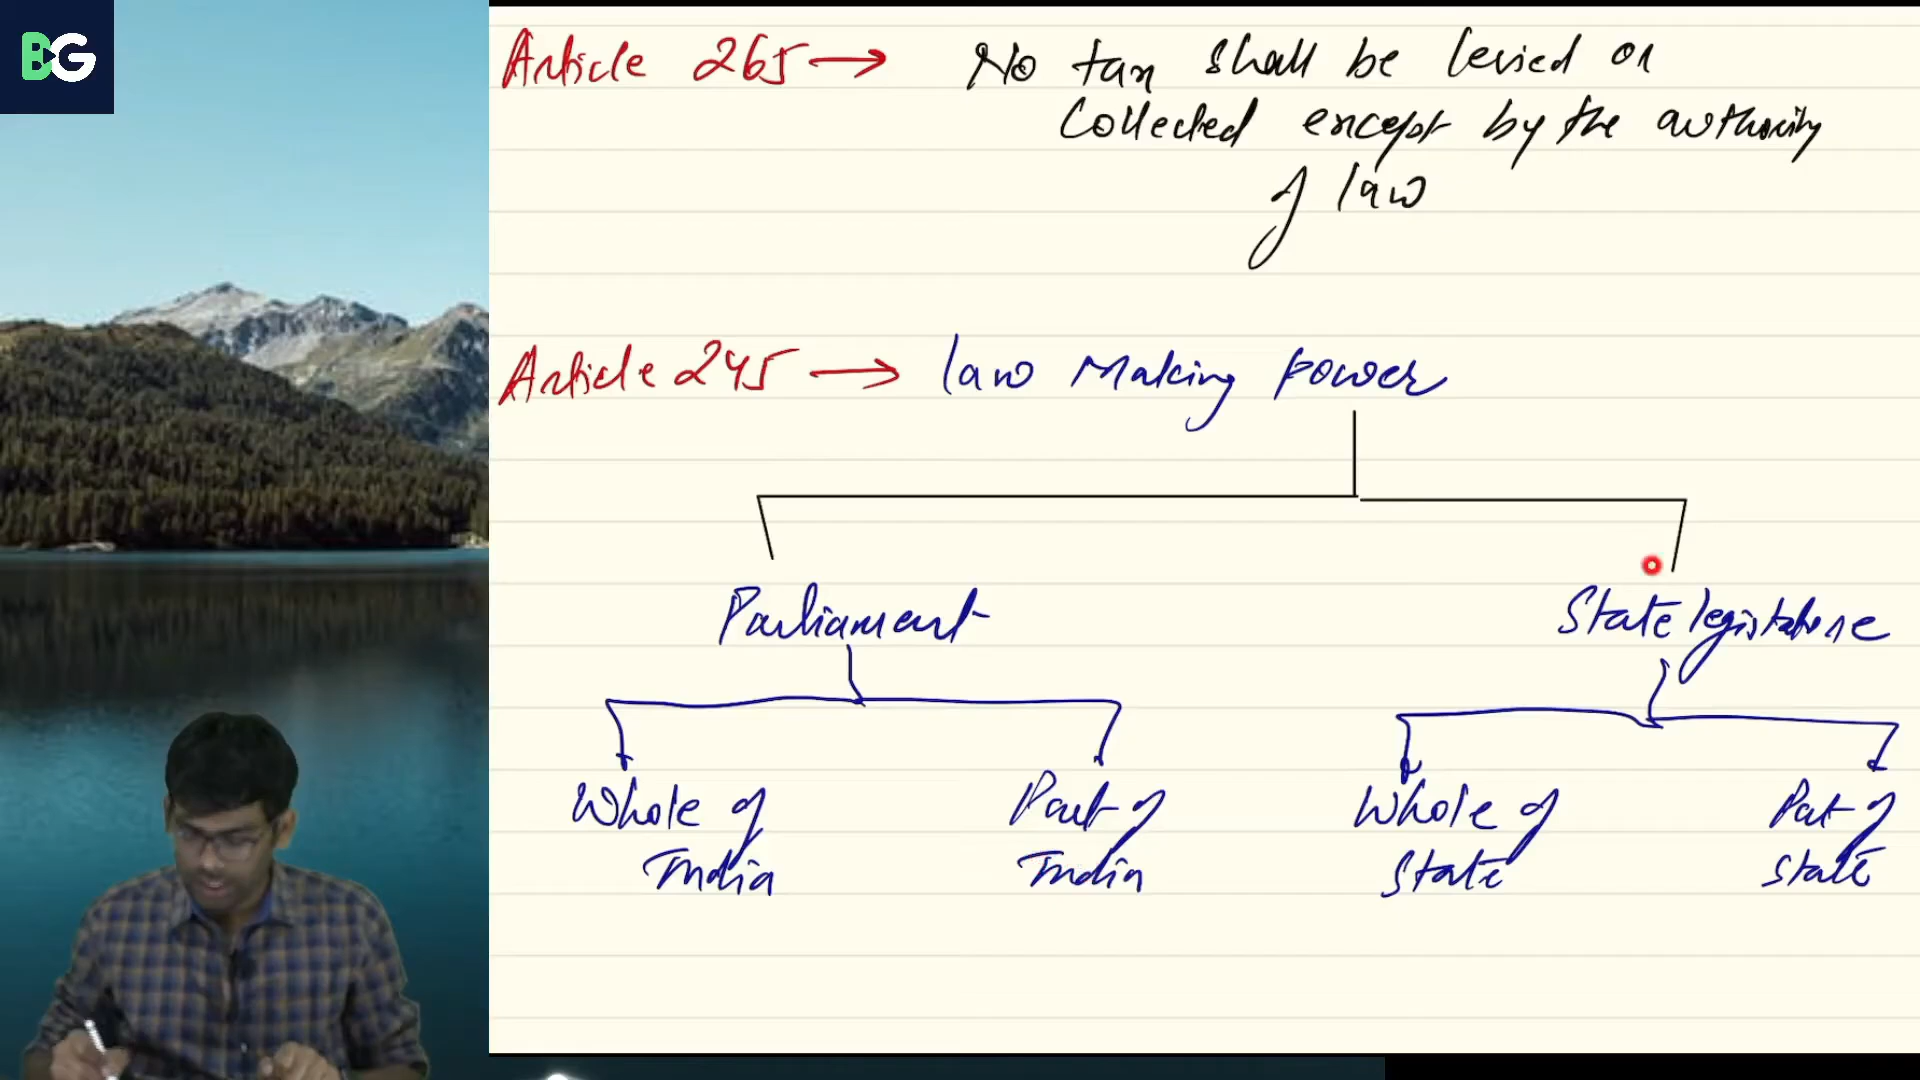 BG
Article 265 → No tax shall be levied or
collected except by the authority
of law
Article 245 → law Making power
Parliament
State legislature
Whole of
India
Part of
India
Whole of
State
Part of
state